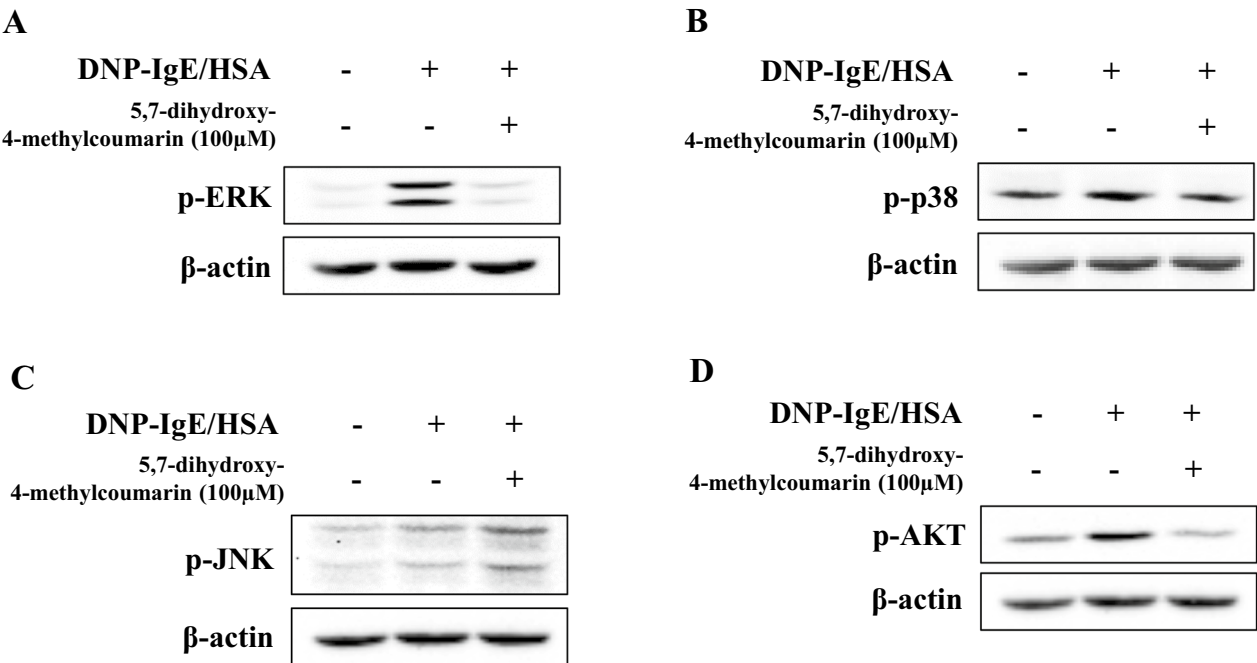 A
DNP-IgE/HSA - + +
5,7-dihydroxy-
4-methylcoumarin (100μM) - - +
p-ERK
β-actin
B
DNP-IgE/HSA - + +
5,7-dihydroxy-
4-methylcoumarin (100μM) - - +
p-p38
β-actin
C
DNP-IgE/HSA - + +
5,7-dihydroxy-
4-methylcoumarin (100μM) - - +
p-JNK
β-actin
D
DNP-IgE/HSA - + +
5,7-dihydroxy-
4-methylcoumarin (100μM) - - +
p-AKT
β-actin